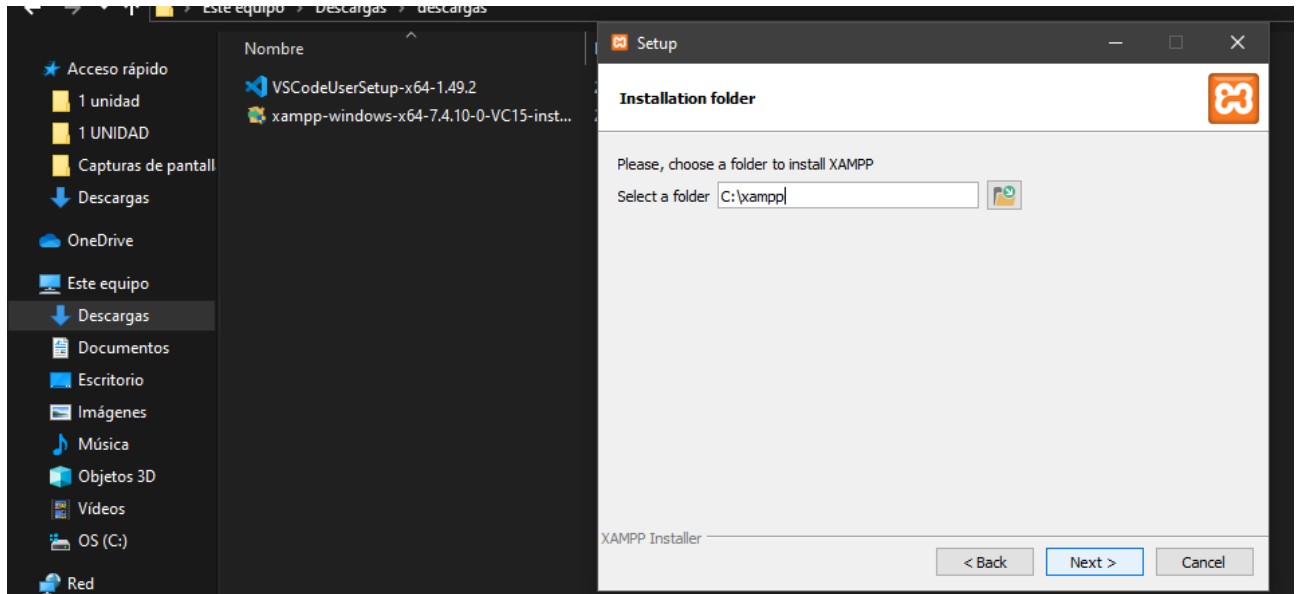 Este equipo > Descargas > descargas
Nombre
Acceso rápido
1 unidad
1 UNIDAD
Capturas de pantall
Descargas
OneDrive
Este equipo
Descargas
Documentos
Escritorio
Imágenes
Música
Objetos 3D
Vídeos
OS (C:)
Red
VSCodeUserSetup-x64-1.49.2
xampp-windows-x64-7.4.10-0-VC15-inst...
Setup
Installation folder
Please, choose a folder to install XAMPP
Select a folder C:\xampp
XAMPP Installer
< Back Next > Cancel